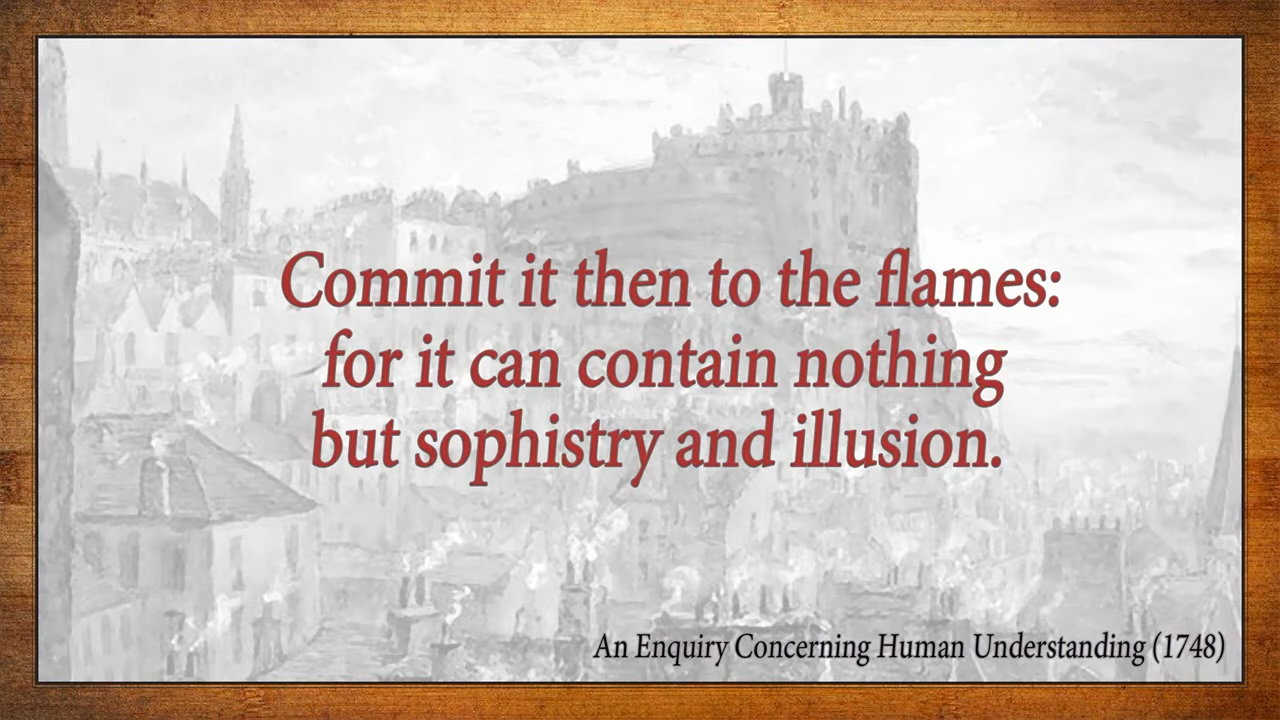 Commit it then to the flames:
for it can contain nothing
but sophistry and illusion.
An Enquiry Concerning Human Understanding (1748)